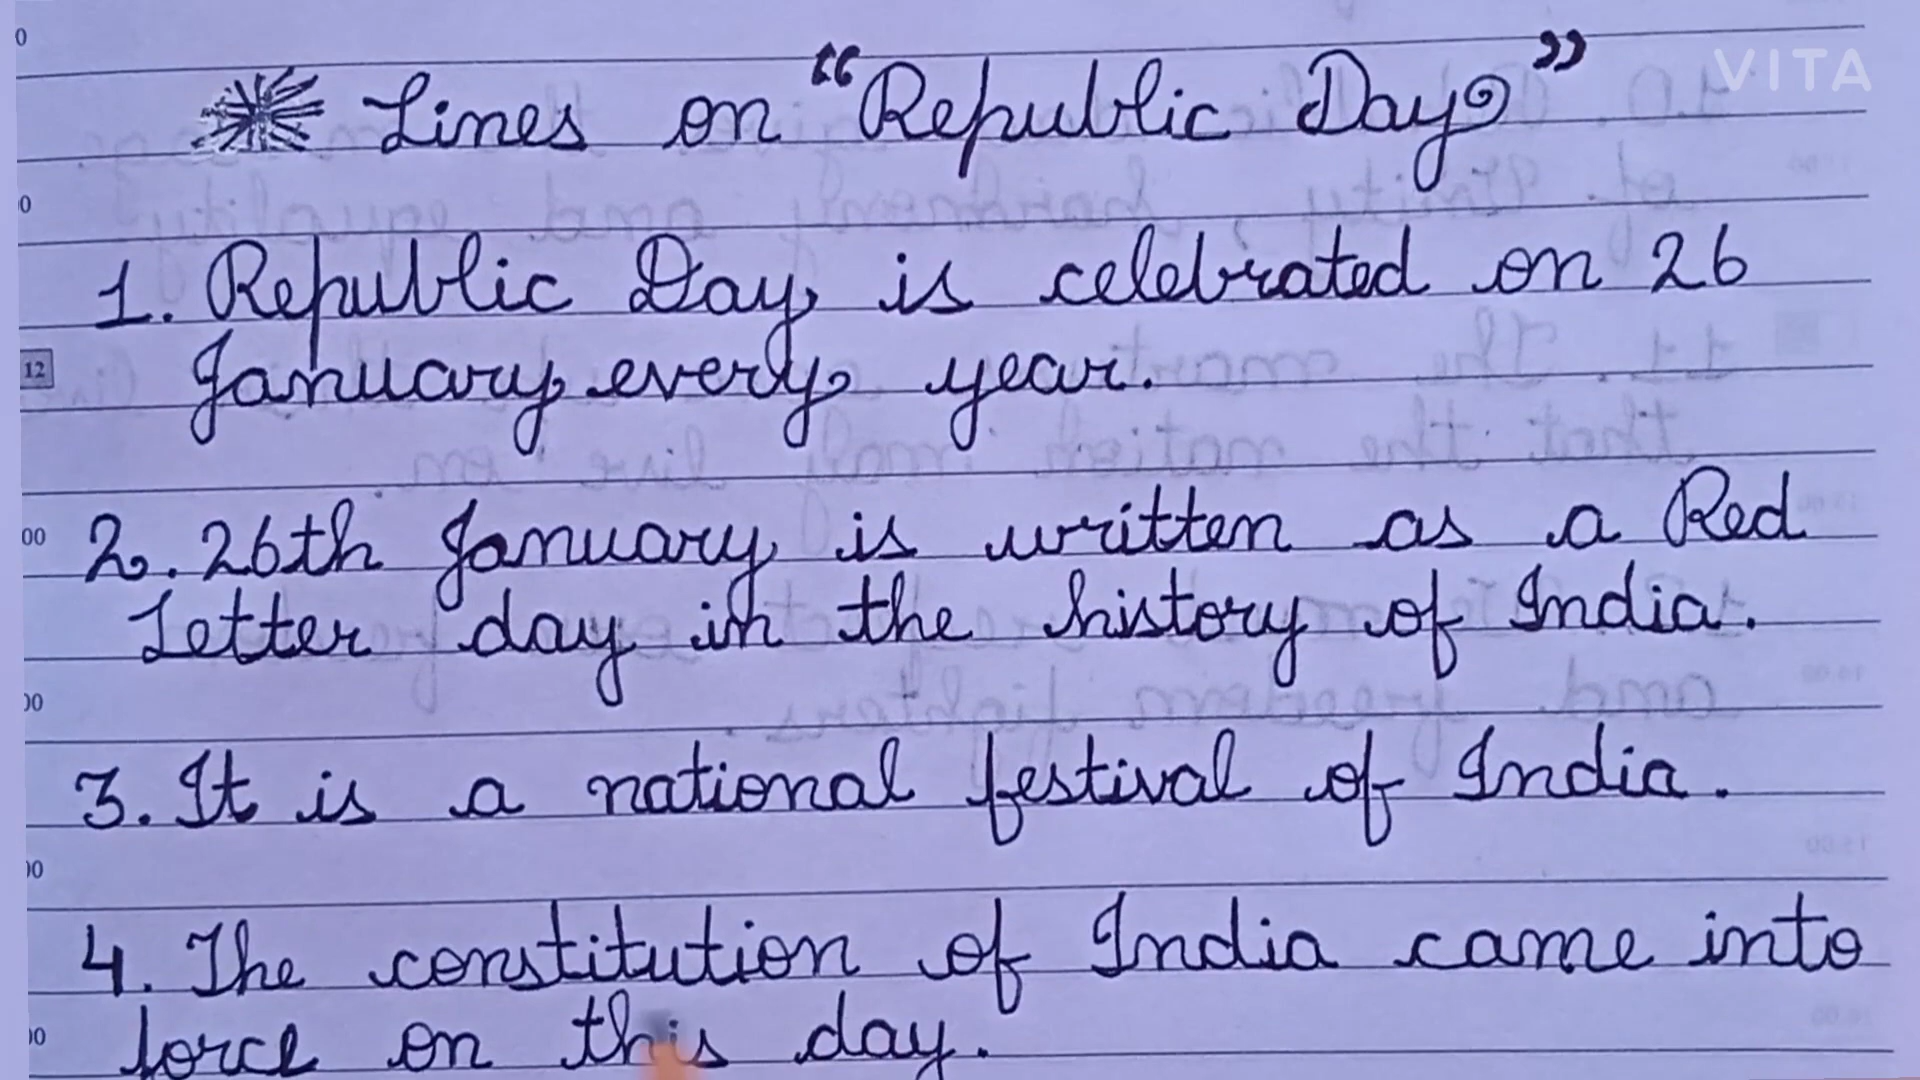 Lines on "Republic Day"
VITA
1. Republic Day is celebrated on 26
January every year.
12
2. 26th January is written as a Red
Letter day in the history of India.
3. It is a national festival of India.
4. The constitution of India came into
force on this day.